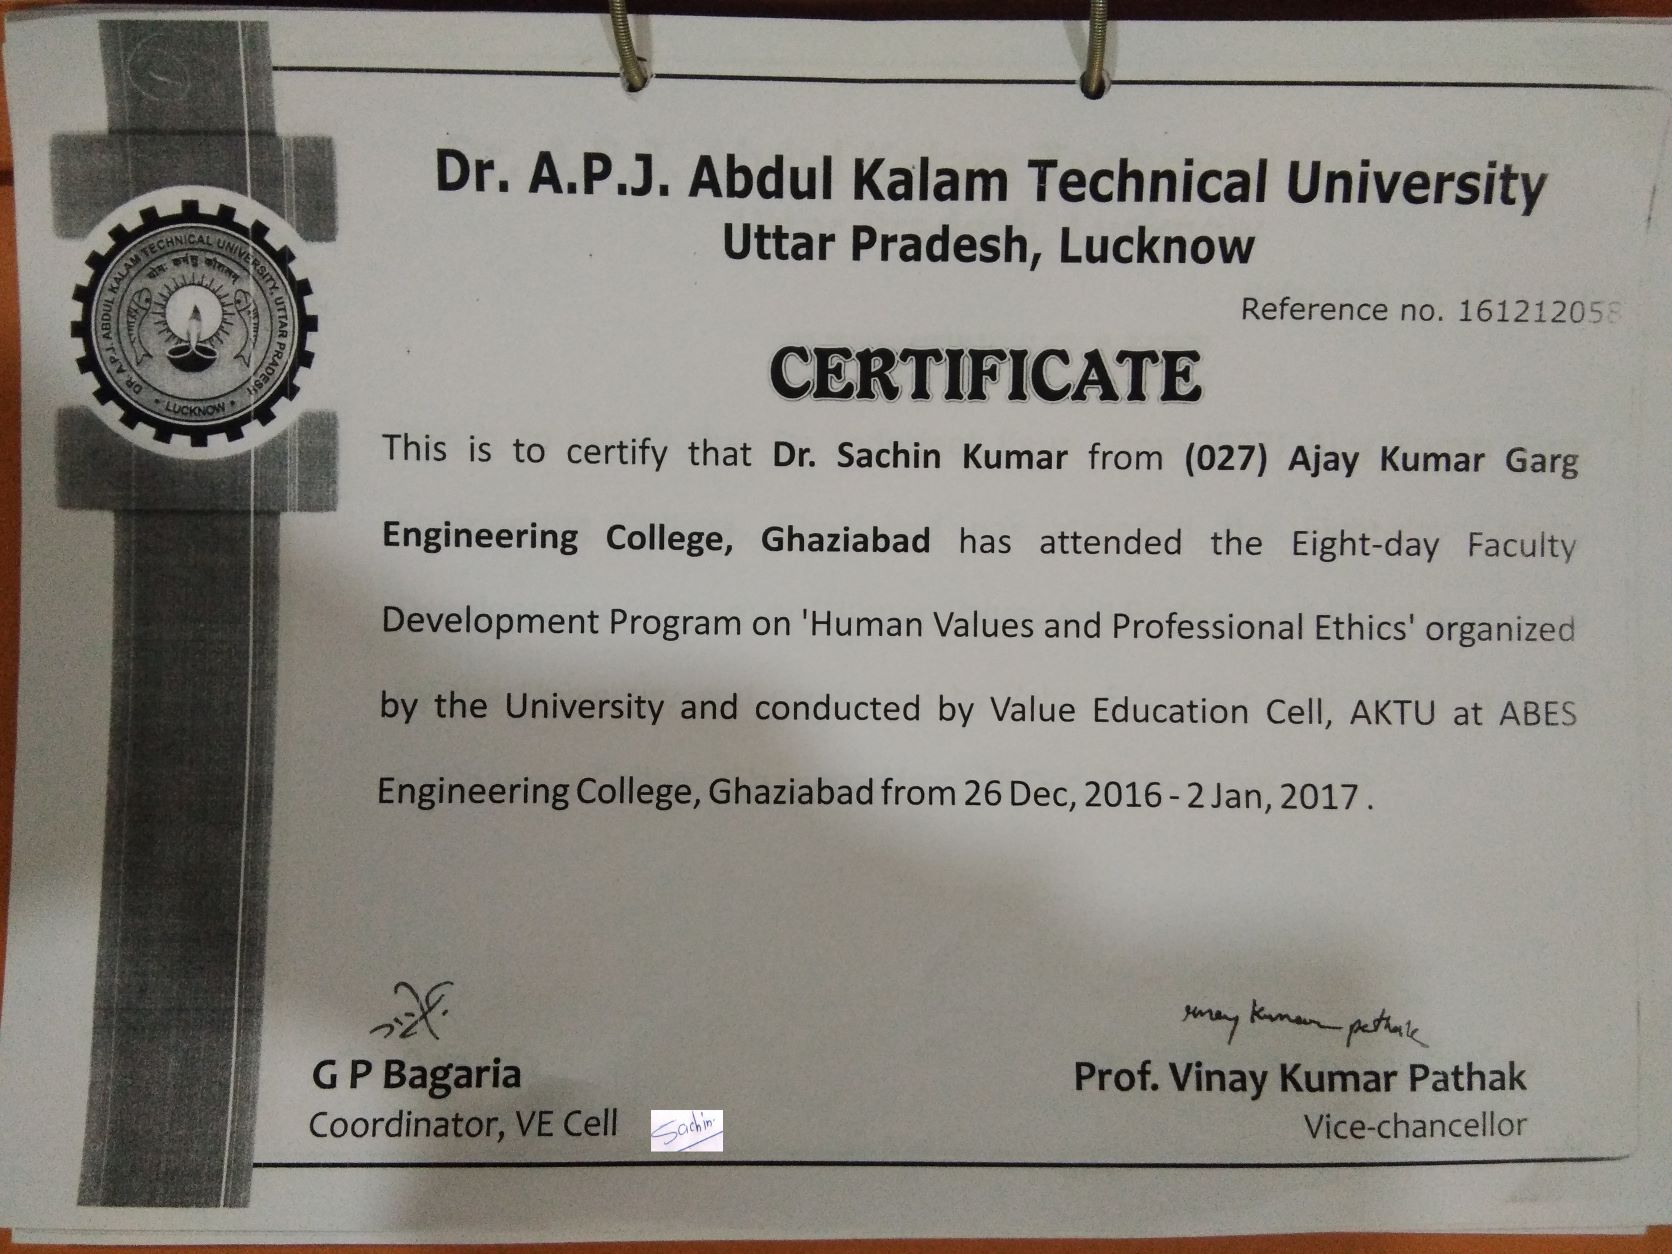 Dr. A.P.J. Abdul Kalam Technical University
Uttar Pradesh, Lucknow
Reference no. 161212058
CERTIFICATE
This is to certify that Dr. Sachin Kumar from (027) Ajay Kumar Garg
Engineering College, Ghaziabad has attended the Eight-day Faculty
Development Program on 'Human Values and Professional Ethics' organized
by the University and conducted by Value Education Cell, AKTU at ABES
Engineering College, Ghaziabad from 26 Dec, 2016 - 2 Jan, 2017 .
DR. A.P.J. ABDUL KALAM TECHNICAL UNIVERSITY, UTTAR PRADESH
योगः कर्मसु कौशलम्
• LUCKNOW •
Vinay Kumar Pathak
G P Bagaria
Coordinator, VE Cell
Sachin
Prof. Vinay Kumar Pathak
Vice-chancellor